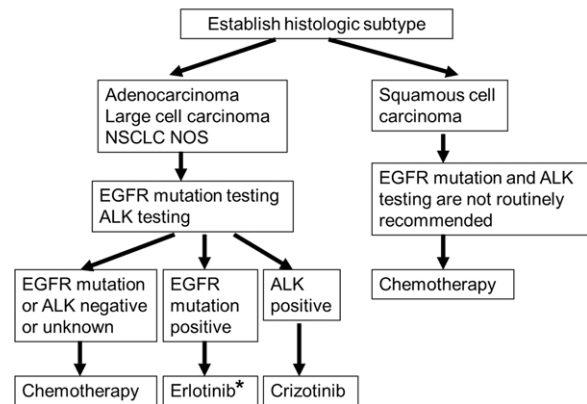 Establish histologic subtype
Adenocarcinoma
Large cell carcinoma
NSCLC NOS
Squamous cell
carcinoma
EGFR mutation testing
ALK testing
EGFR mutation and ALK
testing are not routinely
recommended
EGFR mutation
or ALK negative
or unknown
EGFR
mutation
positive
ALK
positive
Chemotherapy
Chemotherapy
Erlotinib*
Crizotinib